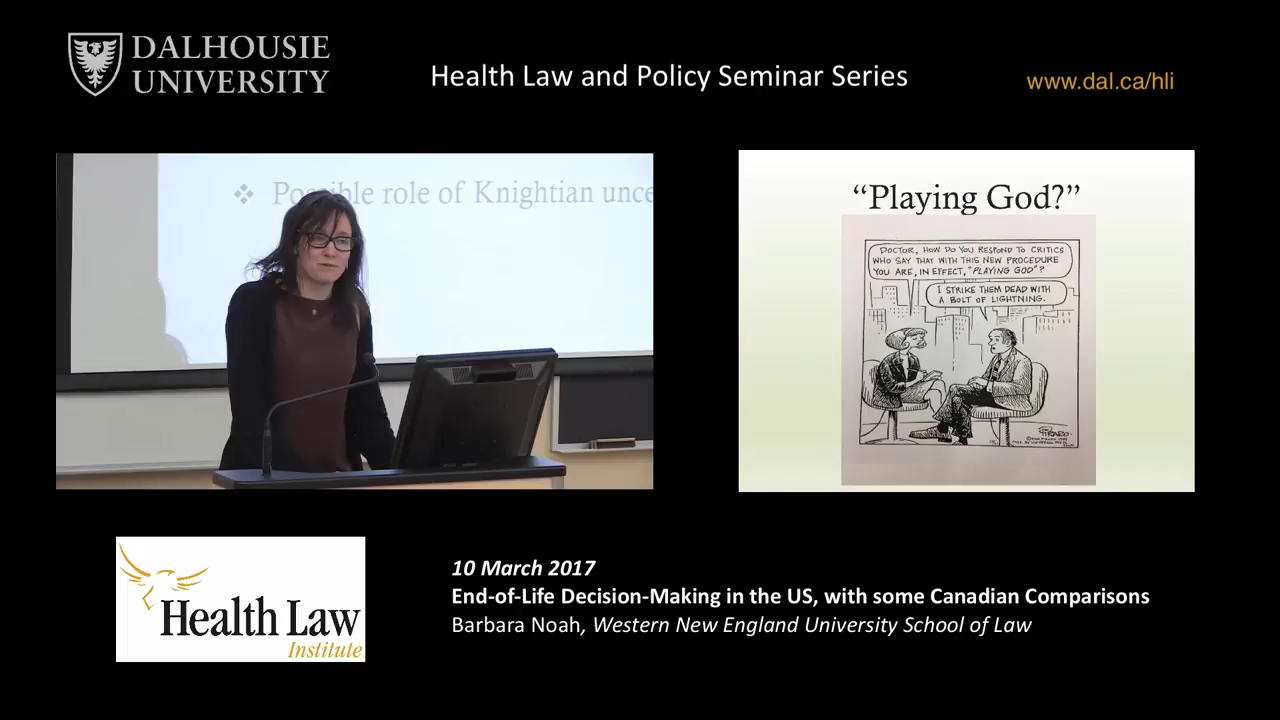 DALHOUSIE
UNIVERSITY
Health Law and Policy Seminar Series
www.dal.ca/hli
❖ Possible role of Knightian unce
“Playing God?”
DOCTOR, HOW DO YOU RESPOND TO CRITICS
WHO SAY THAT WITH THIS NEW PROCEDURE
YOU ARE, IN EFFECT, "PLAYING GOD"?
I STRIKE THEM DEAD WITH
A BOLT OF LIGHTNING.
Health Law
Institute
10 March 2017
End-of-Life Decision-Making in the US, with some Canadian Comparisons
Barbara Noah, Western New England University School of Law